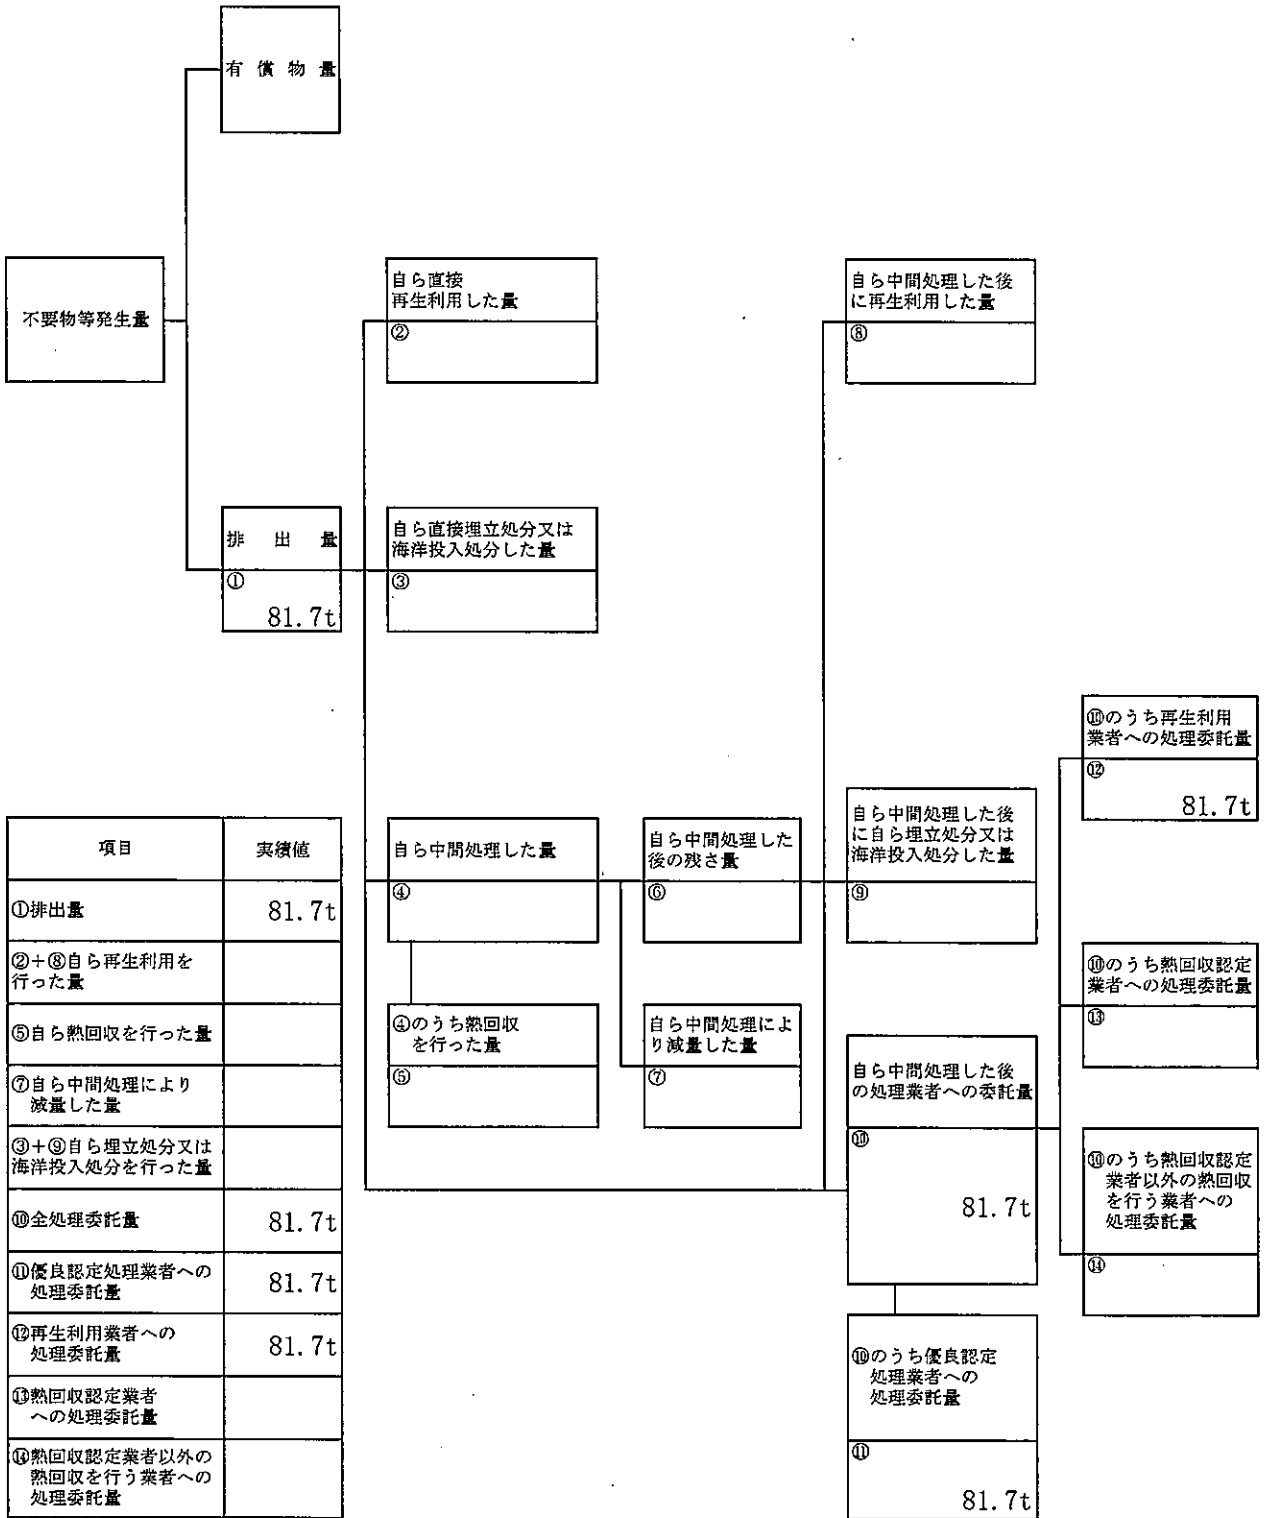 有償物量
不要物等発生量
自ら直接
再生利用した量
②
自ら中間処理した後
に再生利用した量
⑧
排出量
①
81.7t
自ら直接埋立処分又は
海洋投入処分した量
③
⑩のうち再生利用
業者への処理委託量
⑫
81.7t
自ら中間処理した量
④
自ら中間処理した
後の残さ量
⑥
自ら中間処理した後
に自ら埋立処分又は
海洋投入処分した量
⑨
⑩のうち熱回収認定
業者への処理委託量
⑬
④のうち熱回収
を行った量
⑤
自ら中間処理によ
り減量した量
⑦
自ら中間処理した後
の処理業者への委託量
⑩
81.7t
⑩のうち熱回収認定
業者以外の熱回収
を行う業者への
処理委託量
⑭
⑩のうち優良認定
処理業者への
処理委託量
⑪
81.7t
項目 実績値
①排出量 81.7t
②+⑧自ら再生利用を
行った量
⑤自ら熱回収を行った量
⑦自ら中間処理により
減量した量
③+⑨自ら埋立処分又は
海洋投入処分を行った量
⑩全処理委託量 81.7t
⑪優良認定処理業者への
処理委託量 81.7t
⑫再生利用業者への
処理委託量 81.7t
⑬熱回収認定業者
への処理委託量
⑭熱回収認定業者以外の
熱回収を行う業者への
処理委託量